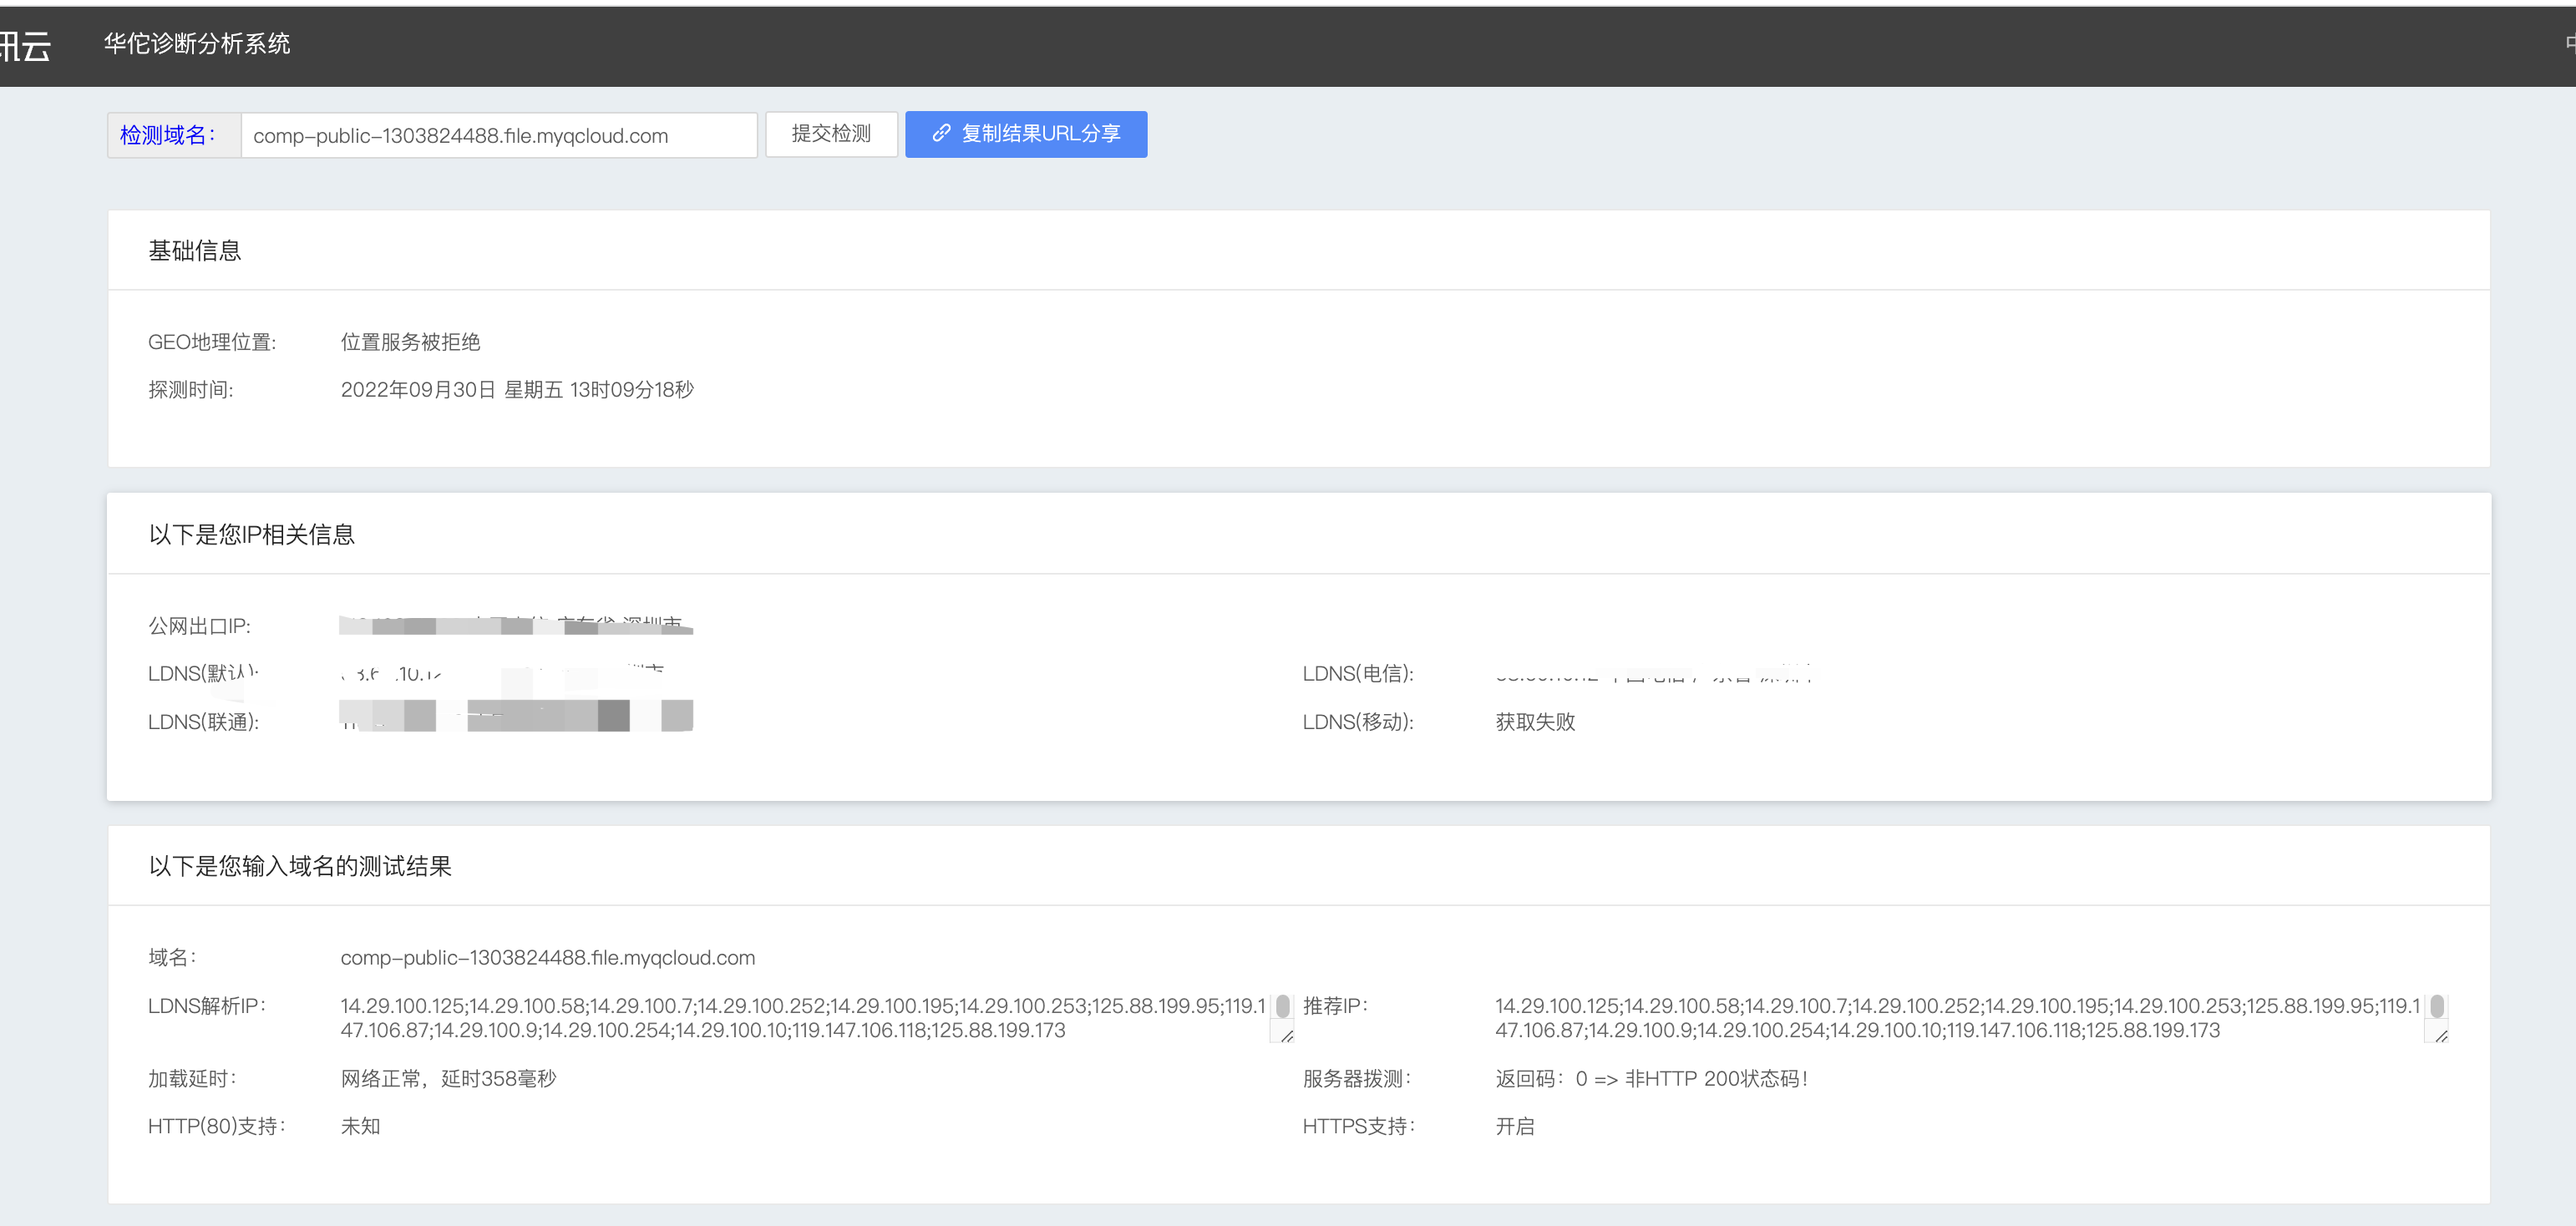 讯云 华佗诊断分析系统
检测域名： comp-public-1303824488.file.myqcloud.com 提交检测 复制结果URL分享
基础信息
GEO地理位置: 位置服务被拒绝
探测时间: 2022年09月30日 星期五 13时09分18秒
以下是您IP相关信息
公网出口IP:
LDNS(默认): LDNS(电信):
LDNS(联通): LDNS(移动): 获取失败
以下是您输入域名的测试结果
域名： comp-public-1303824488.file.myqcloud.com
LDNS解析IP： 14.29.100.125;14.29.100.58;14.29.100.7;14.29.100.252;14.29.100.195;14.29.100.253;125.88.199.95;119.1
47.106.87;14.29.100.9;14.29.100.254;14.29.100.10;119.147.106.118;125.88.199.173
推荐IP： 14.29.100.125;14.29.100.58;14.29.100.7;14.29.100.252;14.29.100.195;14.29.100.253;125.88.199.95;119.1
47.106.87;14.29.100.9;14.29.100.254;14.29.100.10;119.147.106.118;125.88.199.173
加载延时： 网络正常，延时358毫秒 服务器拨测： 返回码：0 => 非HTTP 200状态码！
HTTP(80)支持： 未知 HTTPS支持： 开启